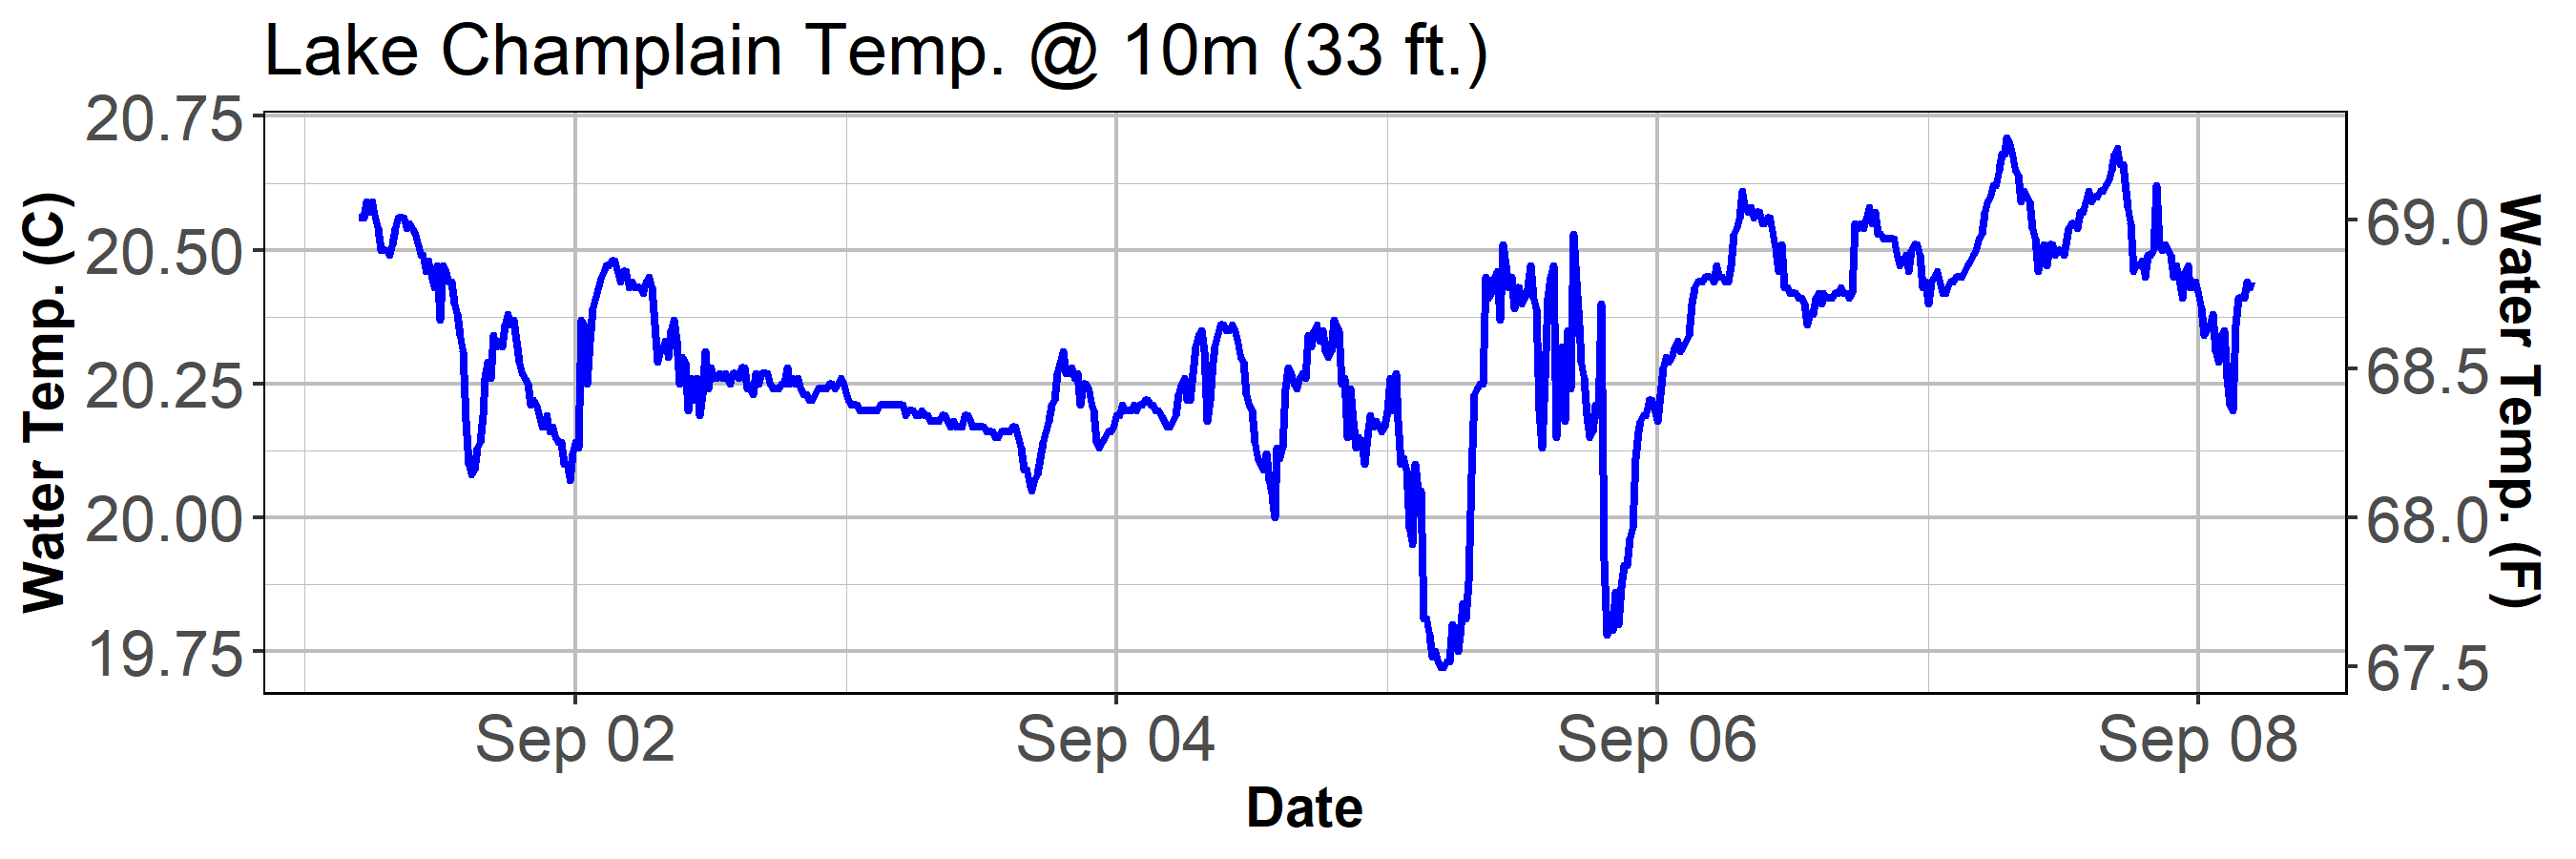 Lake Champlain Temp. @ 10m (33 ft.)
Water Temp. (C)
20.75
20.50
20.25
20.00
19.75
69.0
68.5
68.0
67.5
Water Temp. (F)
Sep 02
Sep 04
Sep 06
Sep 08
Date